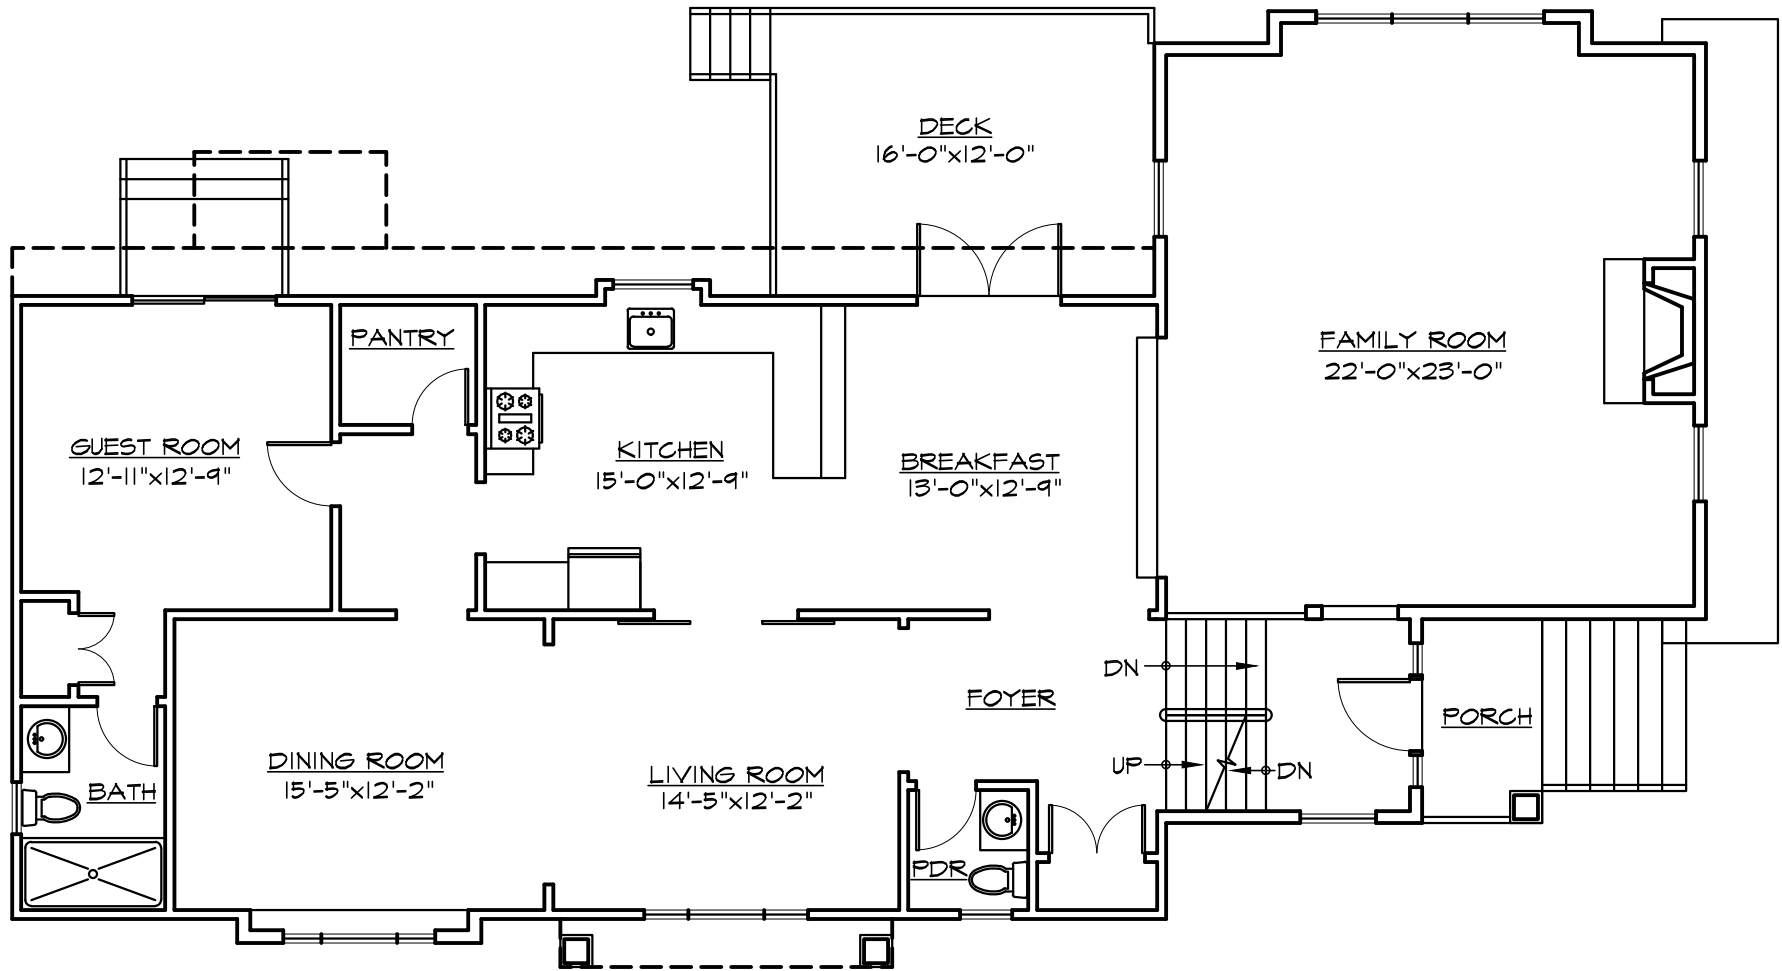 DECK
16'-0"x12'-0"
PANTRY
FAMILY ROOM
22'-0"x23'-0"
GUEST ROOM
12'-11"x12'-9"
KITCHEN
15'-0"x12'-9"
BREAKFAST
13'-0"x12'-9"
DN
FOYER
PORCH
DINING ROOM
15'-5"x12'-2"
LIVING ROOM
14'-5"x12'-2"
UP
DN
BATH
PDR